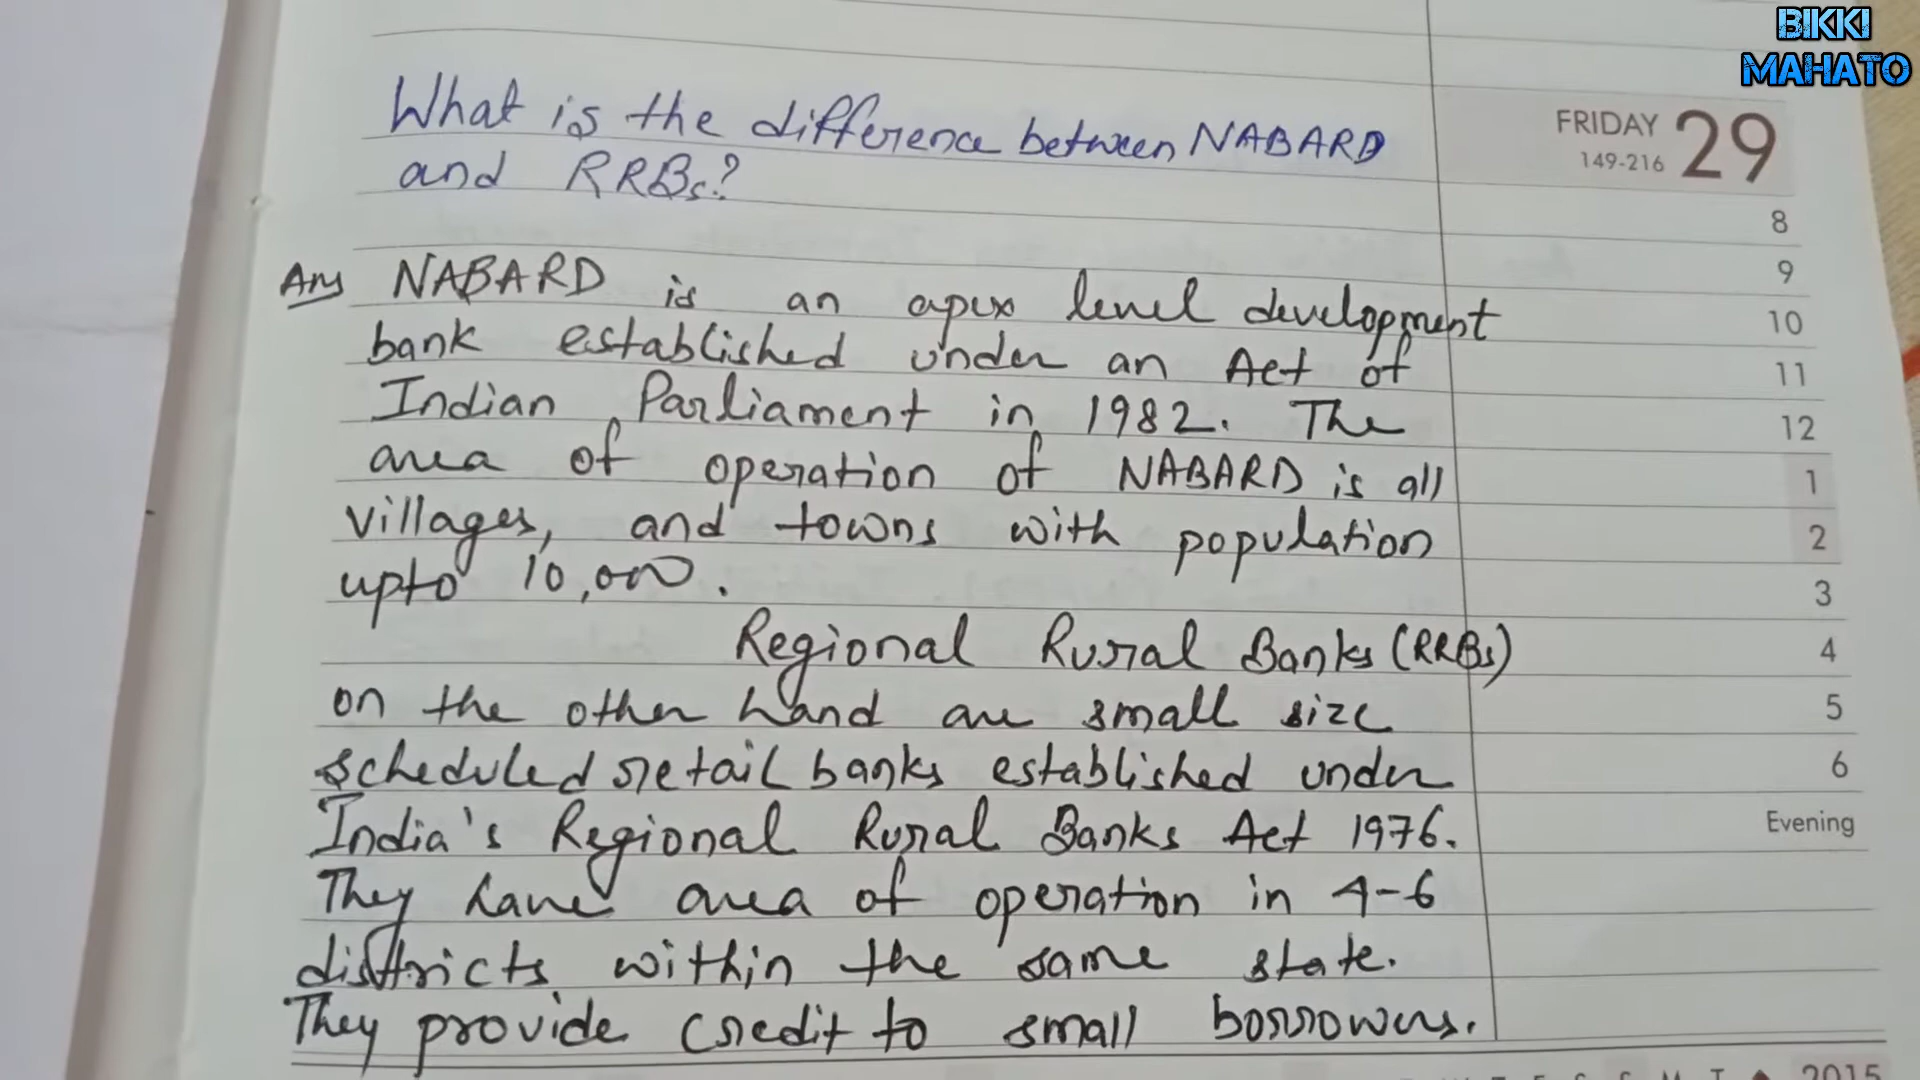 BIKKI
MAHATO
FRIDAY 29
149-216
What is the difference between NABARD
and RRBs?
Ans NABARD is an apex level development
bank established under an Act of
Indian Parliament in 1982. The
area of operation of NABARD is all
villages, and towns with population
upto 10,000.
Regional Rural Banks (RRBs)
on the other hand are small size
scheduled retail banks established under
India's Regional Rural Banks Act 1976.
They have area of operation in 4-6
districts within the same state.
They provide credit to small borrowers.
8
9
10
11
12
1
2
3
4
5
6
Evening
2015